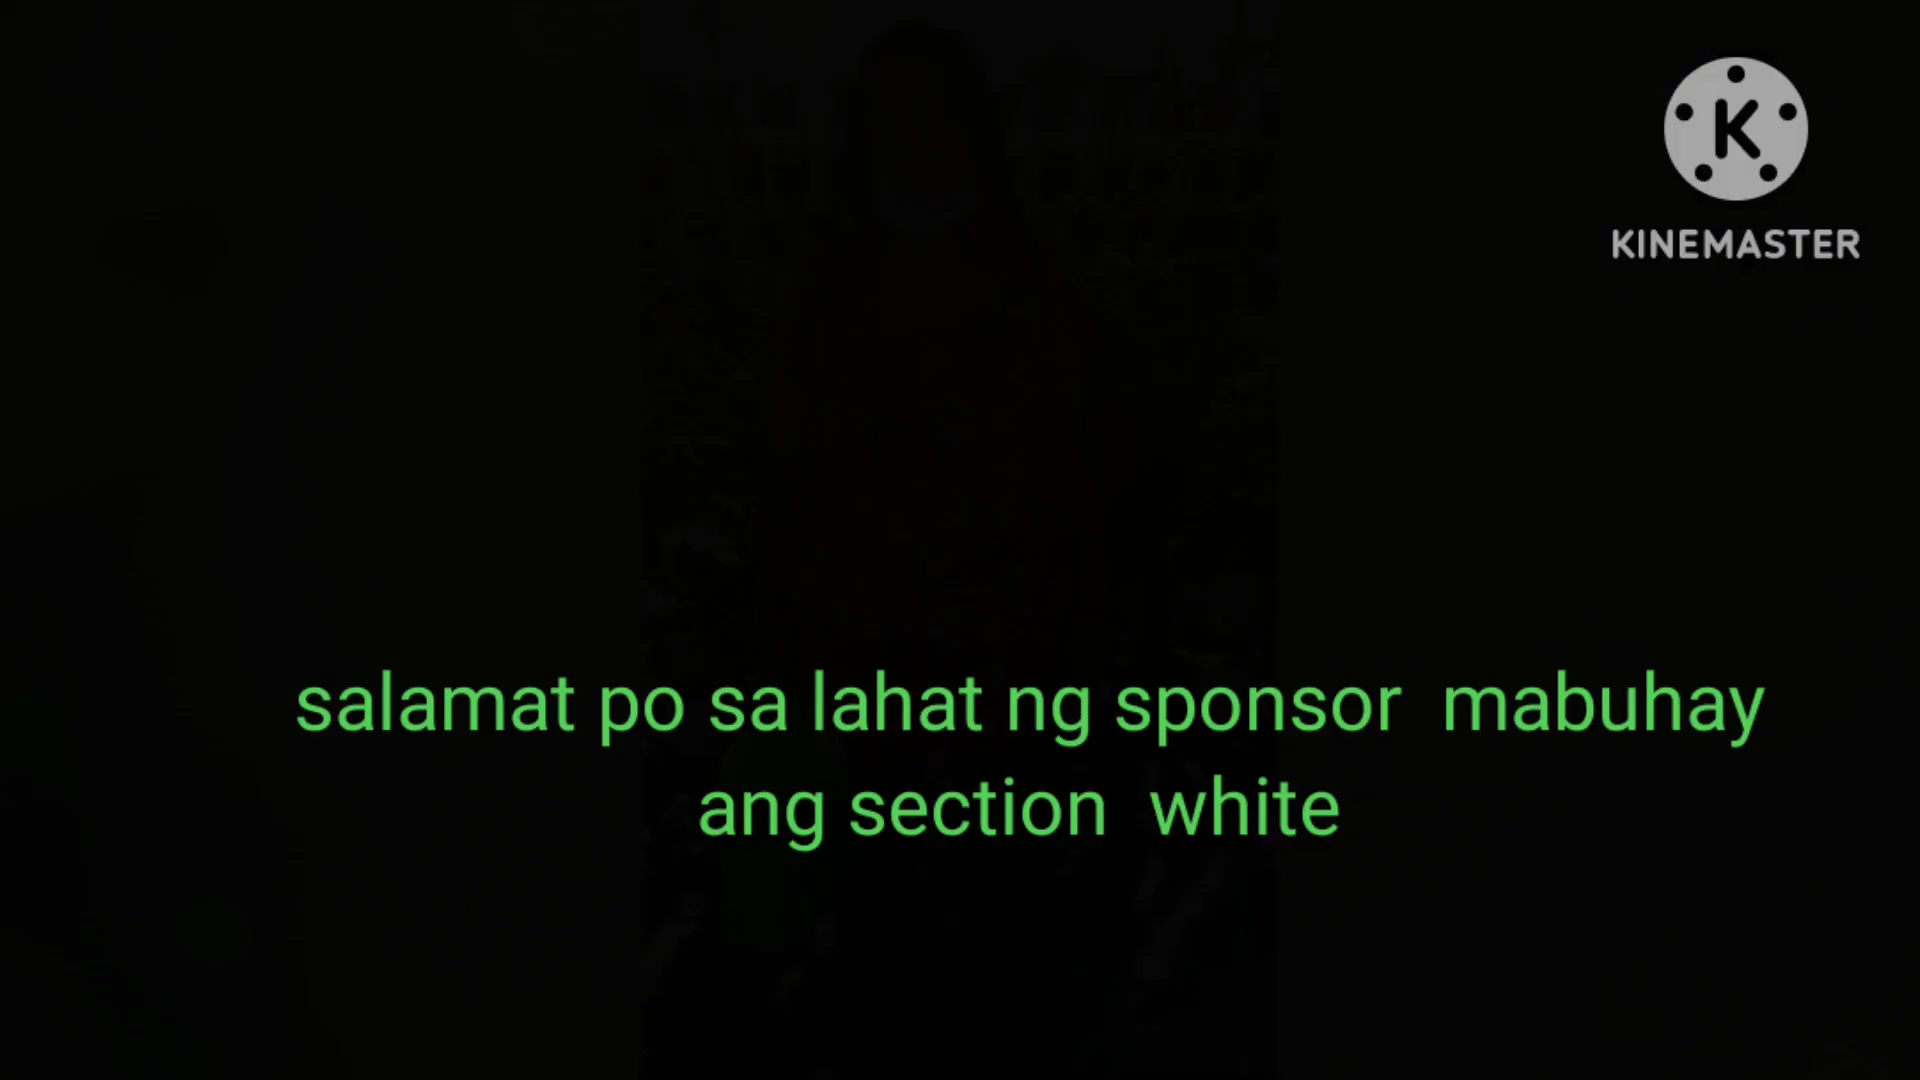 K
KINEMASTER
salamat po sa lahat ng sponsor  mabuhay
ang section  white